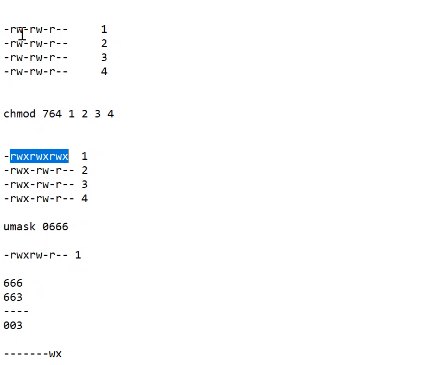 -rw-rw-r-- 1
-rw-rw-r-- 2
-rw-rw-r-- 3
-rw-rw-r-- 4
chmod 764 1 2 3 4
-rwxrwxrwx 1
-rwx-rw-r-- 2
-rwx-rw-r-- 3
-rwx-rw-r-- 4
umask 0666
-rwxrw-r-- 1
666
663
----
003
-------wx